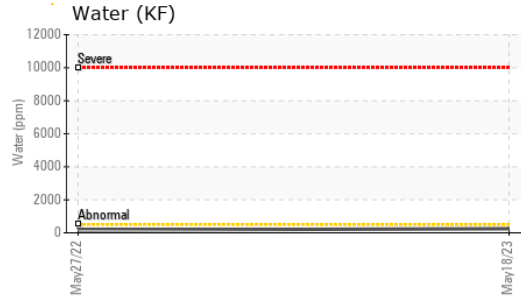 Water (KF)
12000
10000
8000
6000
4000
2000
0
Water (ppm)
Severe
Abnormal
May27/22
May18/23